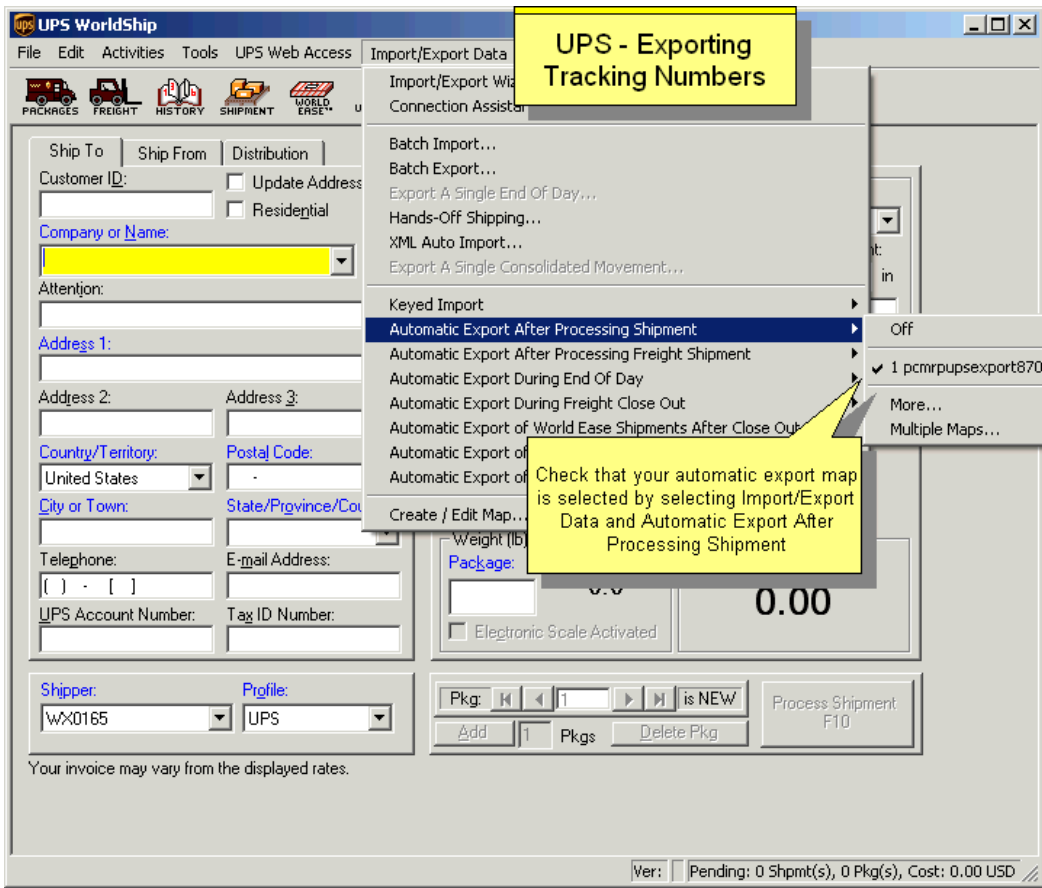 UPS WorldShip
File Edit Activities Tools UPS Web Access Import/Export Data
UPS - Exporting
Tracking Numbers
PACKAGES FREIGHT HISTORY SHIPMENT WORLD EASE™ U
Import/Export Wiz
Connection Assistan
Batch Import...
Batch Export...
Export A Single End Of Day...
Hands-Off Shipping...
XML Auto Import...
Export A Single Consolidated Movement...
Keyed Import
Automatic Export After Processing Shipment
Automatic Export After Processing Freight Shipment
Automatic Export During End Of Day
Automatic Export During Freight Close Out
Automatic Export of World Ease Shipments After Close Out
Automatic Export of
Automatic Export of
Create / Edit Map...
Off
1 pcmrpupsexport870
More...
Multiple Maps...
Check that your automatic export map
is selected by selecting Import/Export
Data and Automatic Export After
Processing Shipment
Ship To Ship From Distribution
Customer ID: Update Address
Residential
Company or Name:
Attention:
Address 1:
Address 2: Address 3:
Country/Territory: Postal Code:
United States -
City or Town: State/Province/Cou
Telephone: E-mail Address:
( ) - [ ]
UPS Account Number: Tax ID Number:
nt:
in
Weight (lb)
Package:
0.0
0.00
Electronic Scale Activated
Shipper: Profile:
WX0165 UPS
Pkg: 1 is NEW
Add 1 Pkgs Delete Pkg
Process Shipment
F10
Your invoice may vary from the displayed rates.
Ver: Pending: 0 Shpmt(s), 0 Pkg(s), Cost: 0.00 USD